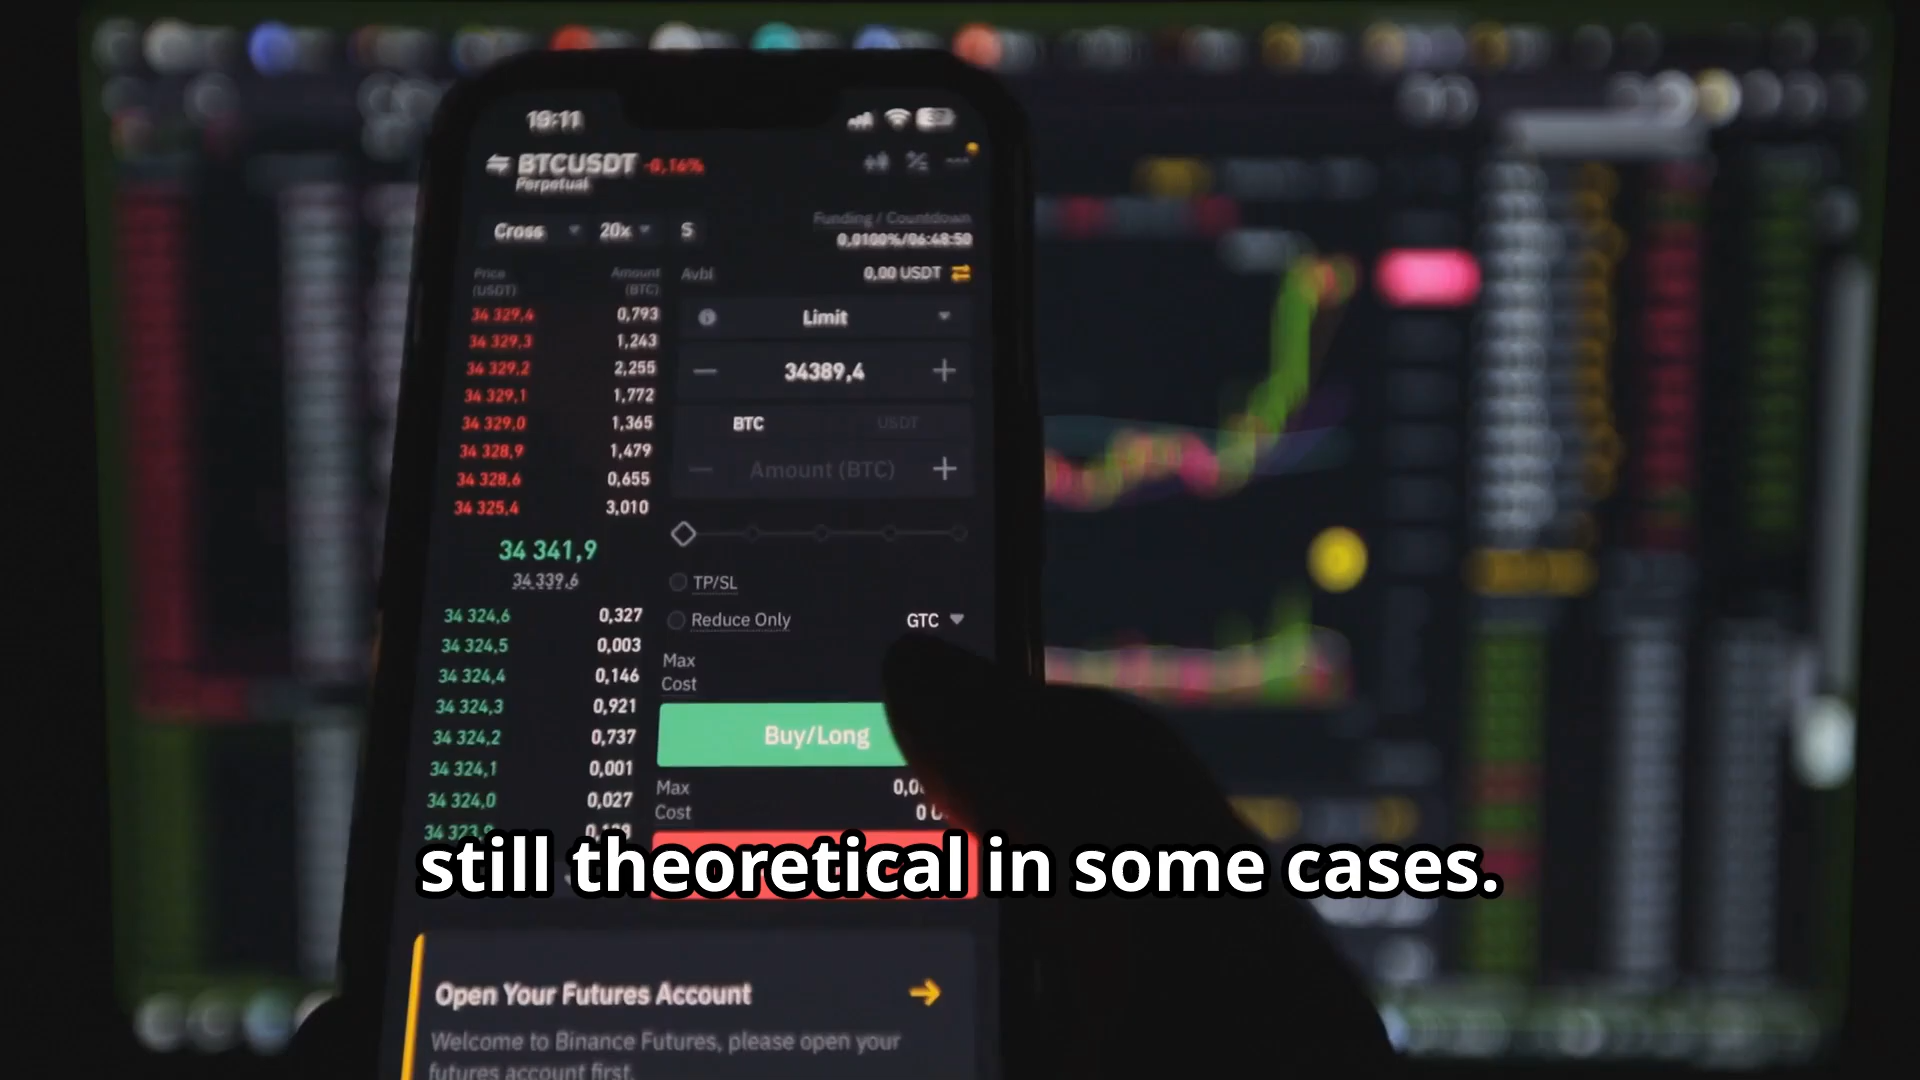 19:11
BTCUSDT -0,16%
Perpetual
Cross 20x S
Funding / Countdown
0,0100%/06:48:50
Price
(USDT)
Amount
(BTC)
Avbl 0,00 USDT
34 329,4 0,793
34 329,3 1,243
34 329,2 2,255
34 329,1 1,772
34 329,0 1,365
34 328,9 1,479
34 328,6 0,655
34 325,4 3,010
34 341,9
34 339,6
34 324,6 0,327
34 324,5 0,003
34 324,4 0,146
34 324,3 0,921
34 324,2 0,737
34 324,1 0,001
34 324,0 0,027
Limit
34389,4
BTC USDT
Amount (BTC)
TP/SL
Reduce Only GTC
Max
Cost
Buy/Long
Max
Cost
still theoretical in some cases.
Open Your Futures Account
Welcome to Binance Futures, please open your
futures account first.